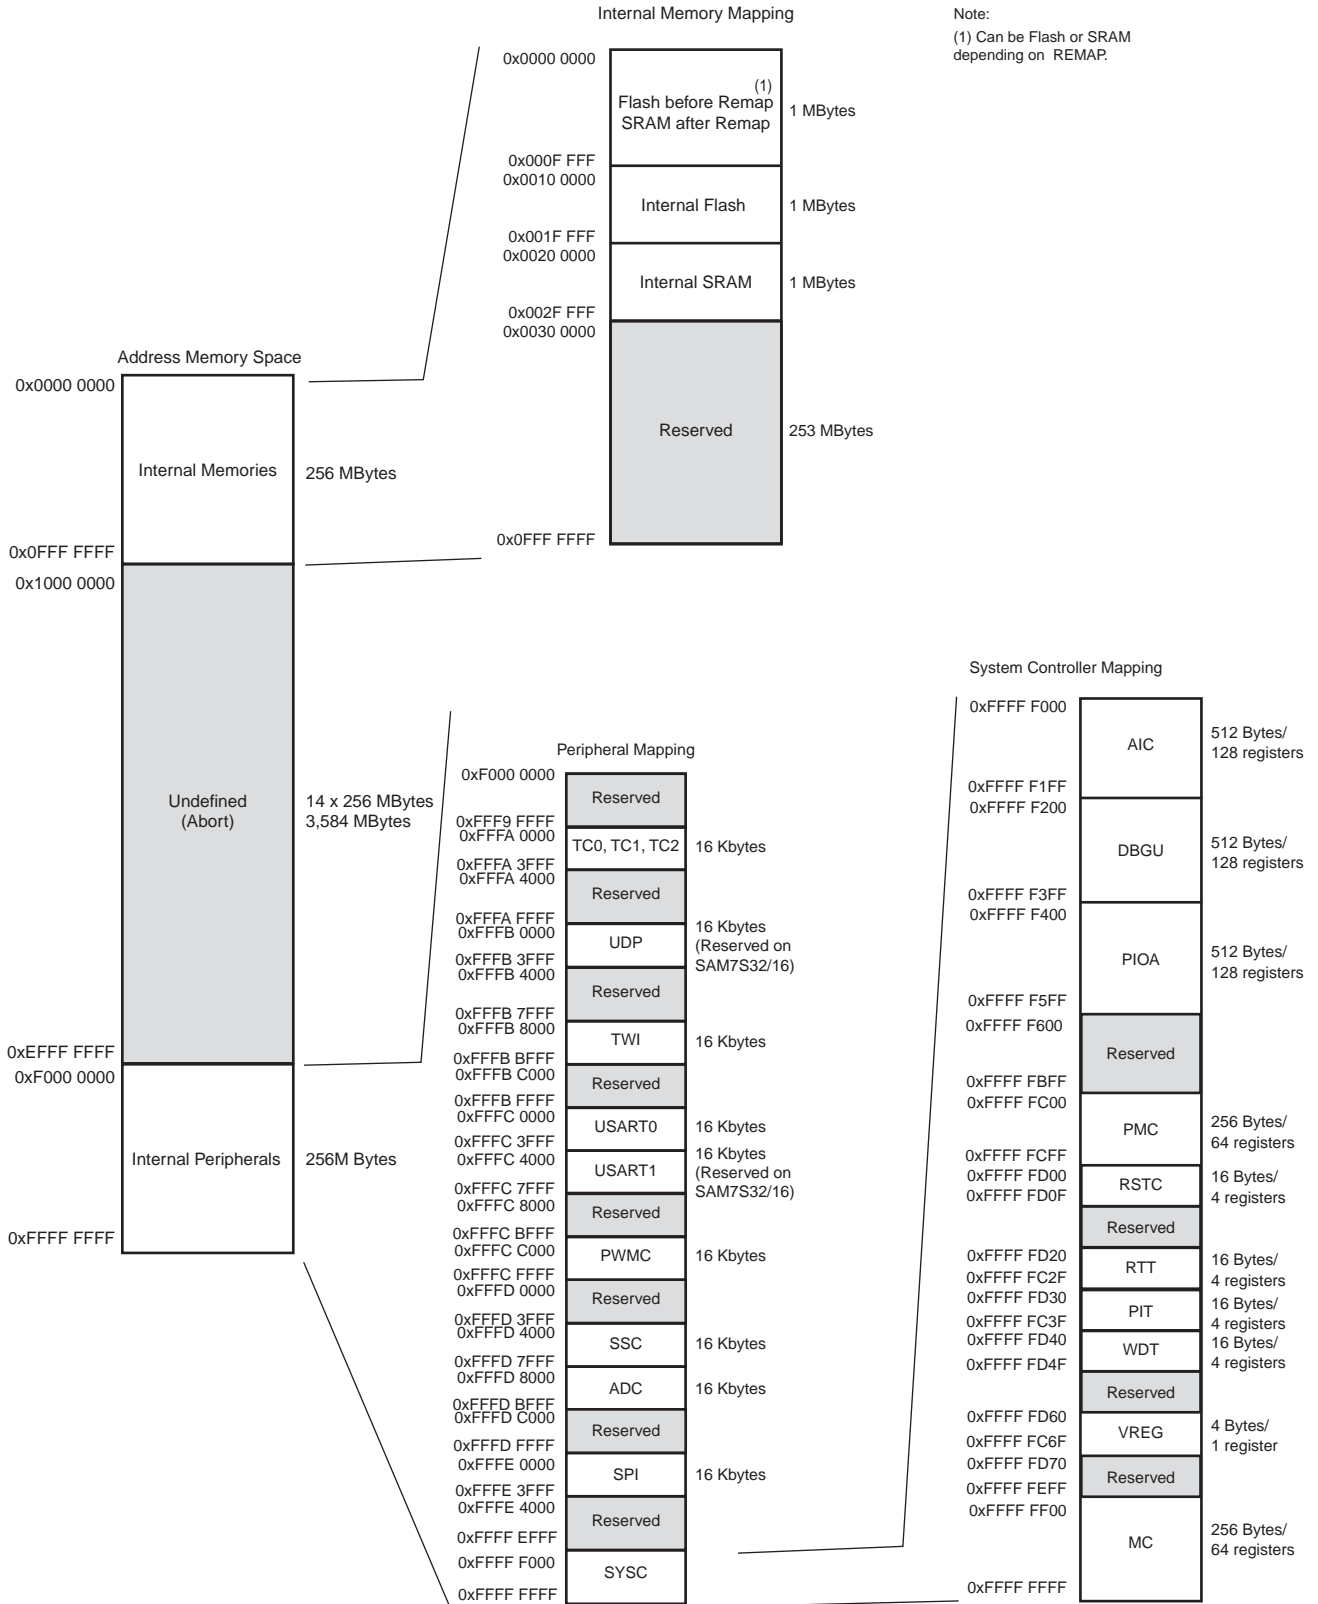 Internal Memory Mapping
Note:
(1) Can be Flash or SRAM
depending on REMAP.
0x0000 0000
(1)
Flash before Remap
SRAM after Remap
1 MBytes
0x000F FFF
0x0010 0000
Internal Flash
1 MBytes
0x001F FFF
0x0020 0000
Internal SRAM
1 MBytes
0x002F FFF
0x0030 0000
Reserved
253 MBytes
0x0FFF FFFF
Address Memory Space
0x0000 0000
Internal Memories
256 MBytes
0x0FFF FFFF
0x1000 0000
Undefined
(Abort)
14 x 256 MBytes
3,584 MBytes
0xEFFF FFFF
0xF000 0000
Internal Peripherals
256M Bytes
0xFFFF FFFF
Peripheral Mapping
0xF000 0000
Reserved
0xFFF9 FFFF
0xFFFA 0000
TC0, TC1, TC2
16 Kbytes
0xFFFA 3FFF
0xFFFA 4000
Reserved
0xFFFA FFFF
0xFFFB 0000
UDP
16 Kbytes
(Reserved on
SAM7S32/16)
0xFFFB 3FFF
0xFFFB 4000
Reserved
0xFFFB 7FFF
0xFFFB 8000
TWI
16 Kbytes
0xFFFB BFFF
0xFFFB C000
Reserved
0xFFFB FFFF
0xFFFC 0000
USART0
16 Kbytes
0xFFFC 3FFF
0xFFFC 4000
USART1
16 Kbytes
(Reserved on
SAM7S32/16)
0xFFFC 7FFF
0xFFFC 8000
Reserved
0xFFFC BFFF
0xFFFC C000
PWMC
16 Kbytes
0xFFFC FFFF
0xFFFD 0000
Reserved
0xFFFD 3FFF
0xFFFD 4000
SSC
16 Kbytes
0xFFFD 7FFF
0xFFFD 8000
ADC
16 Kbytes
0xFFFD BFFF
0xFFFD C000
Reserved
0xFFFD FFFF
0xFFFE 0000
SPI
16 Kbytes
0xFFFE 3FFF
0xFFFE 4000
Reserved
0xFFFF EFFF
0xFFFF F000
SYSC
0xFFFF FFFF
System Controller Mapping
0xFFFF F000
AIC
512 Bytes/
128 registers
0xFFFF F1FF
0xFFFF F200
DBGU
512 Bytes/
128 registers
0xFFFF F3FF
0xFFFF F400
PIOA
512 Bytes/
128 registers
0xFFFF F5FF
0xFFFF F600
Reserved
0xFFFF FBFF
0xFFFF FC00
PMC
256 Bytes/
64 registers
0xFFFF FCFF
0xFFFF FD00
RSTC
16 Bytes/
4 registers
0xFFFF FD0F
Reserved
0xFFFF FD20
RTT
16 Bytes/
4 registers
0xFFFF FC2F
0xFFFF FD30
PIT
16 Bytes/
4 registers
0xFFFF FC3F
0xFFFF FD40
WDT
16 Bytes/
4 registers
0xFFFF FD4F
Reserved
0xFFFF FD60
VREG
4 Bytes/
1 register
0xFFFF FC6F
0xFFFF FD70
Reserved
0xFFFF FEFF
0xFFFF FF00
MC
256 Bytes/
64 registers
0xFFFF FFFF